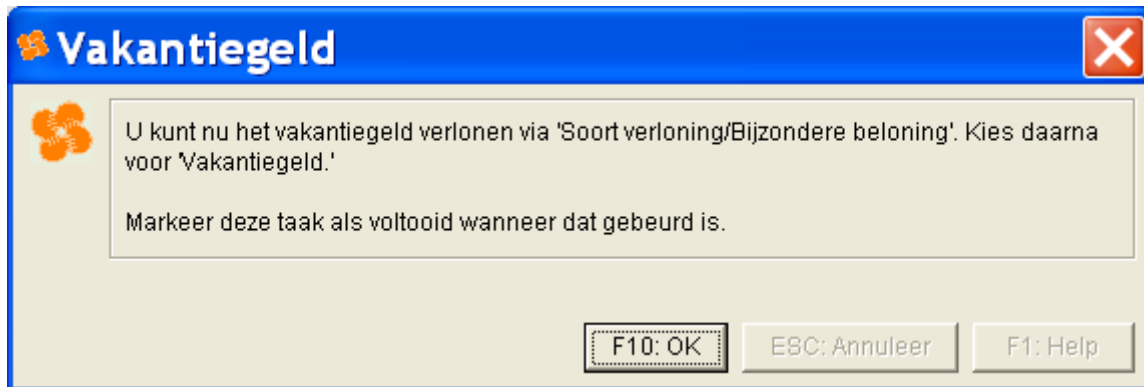 Vakantiegeld
U kunt nu het vakantiegeld verlonen via 'Soort verloning/Bijzondere beloning'. Kies daarna
voor 'Vakantiegeld.'
Markeer deze taak als voltooid wanneer dat gebeurd is.
F10: OK ESC: Annuleer F1: Help